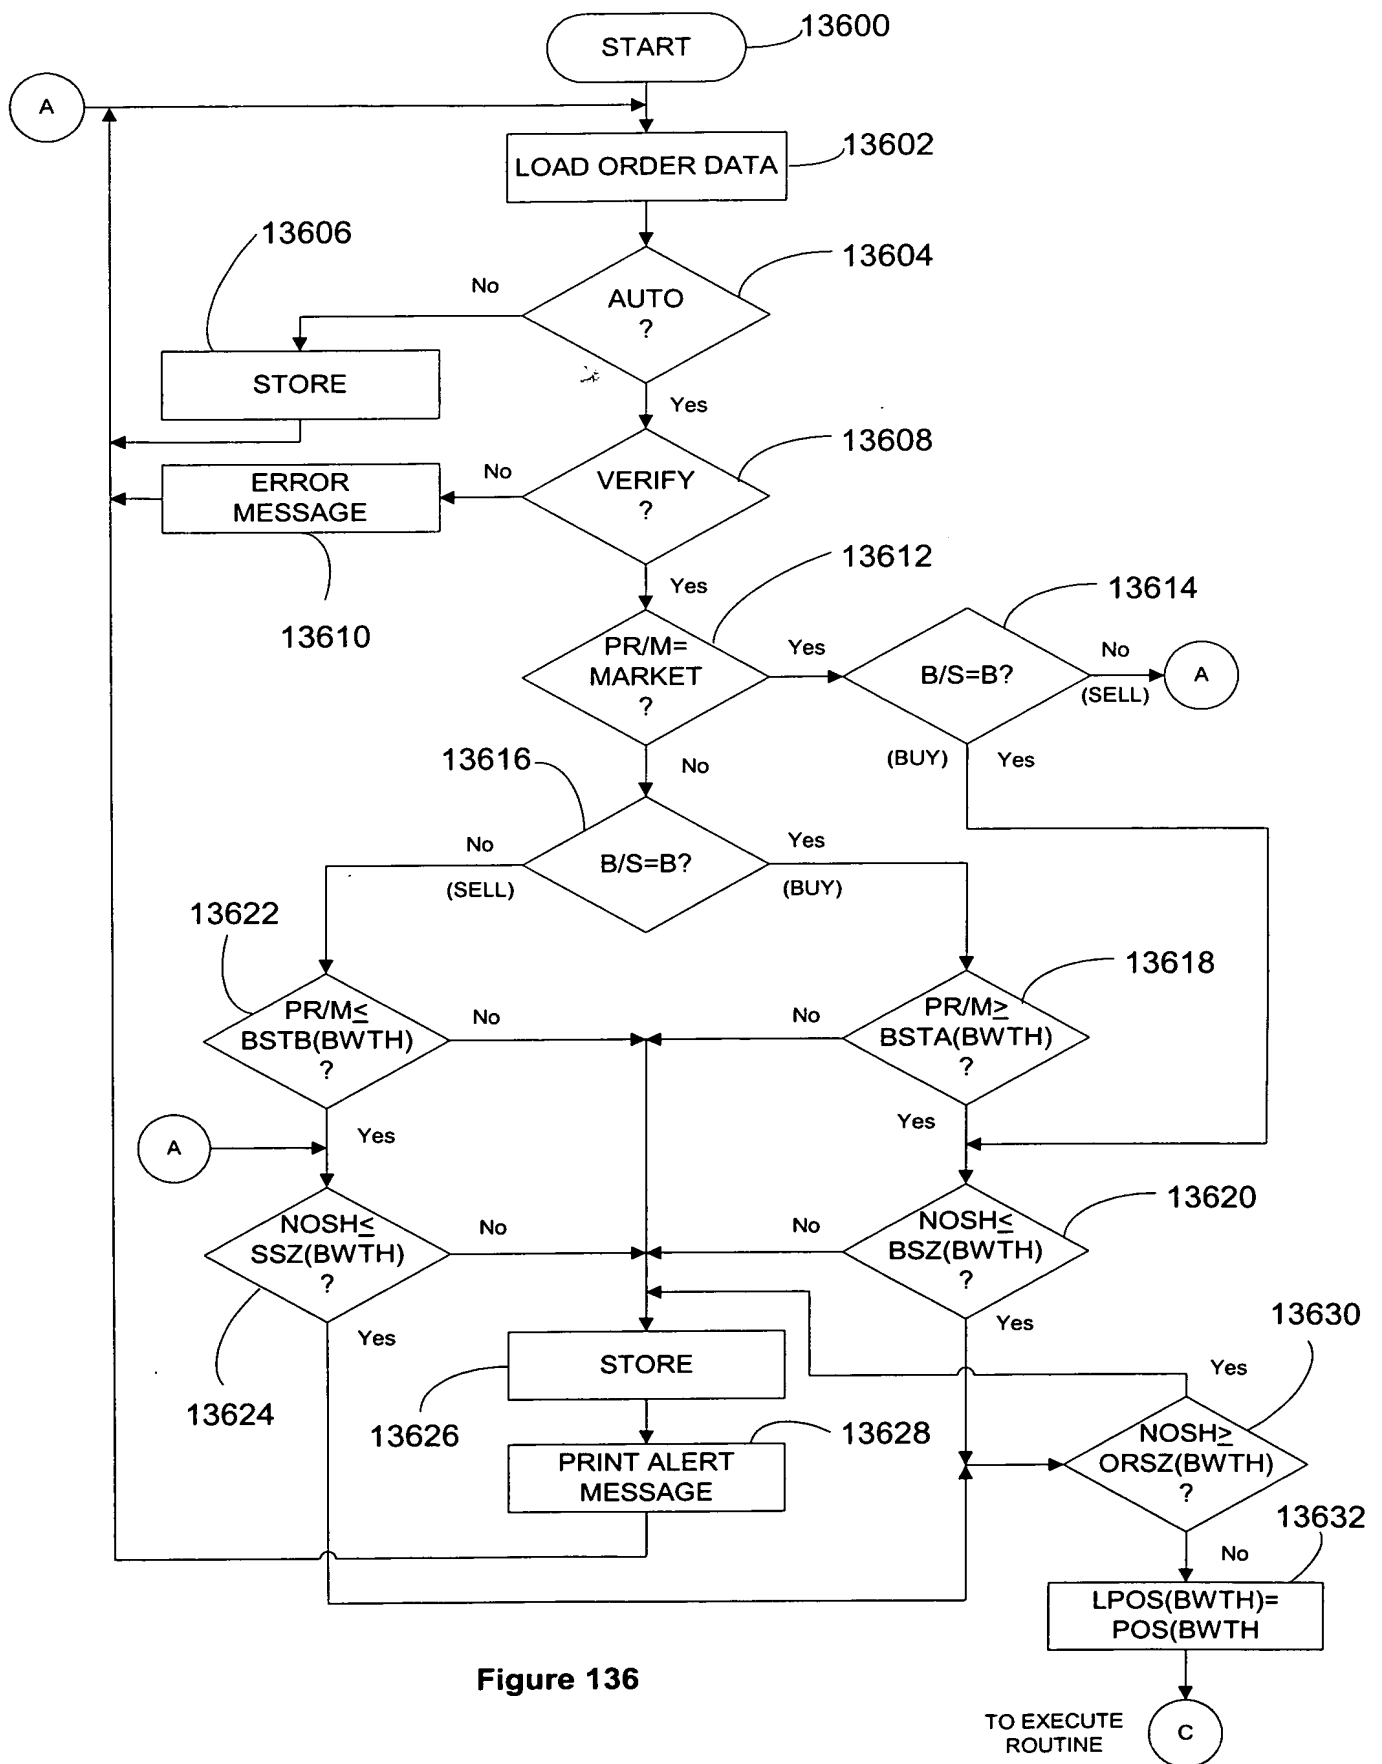 START
13600
A
LOAD ORDER DATA
13602
13606
13604
No
AUTO
?
STORE
Yes
13608
No
VERIFY
?
ERROR
MESSAGE
13610
Yes
13612
13614
PR/M=
MARKET
?
Yes
B/S=B?
No
(SELL)
A
13616
No
(BUY)
Yes
No
(SELL)
B/S=B?
Yes
(BUY)
13622
13618
PR/M≤
BSTB(BWTH)
?
No
No
PR/M≥
BSTA(BWTH)
?
A
Yes
Yes
13620
NOSH≤
SSZ(BWTH)
?
No
No
NOSH≤
BSZ(BWTH)
?
Yes
Yes
13630
13624
STORE
13626
Yes
13628
PRINT ALERT
MESSAGE
NOSH≥
ORSZ(BWTH)
?
13632
No
LPOS(BWTH)=
POS(BWTH
Figure 136
TO EXECUTE
ROUTINE
C